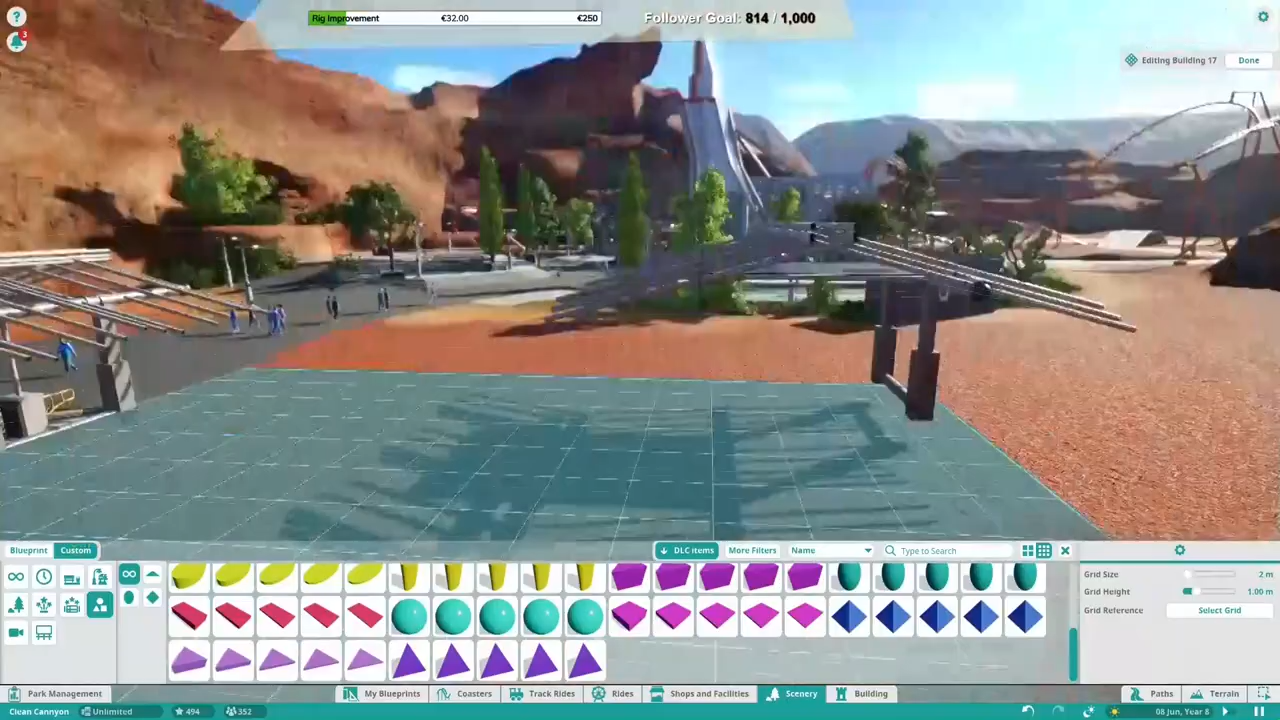 ?
3
Rig Improvement €32.00 €250
Follower Goal: 814 / 1,000
Editing Building 17 Done
Blueprint Custom
DLC items More Filters Name Type to Search
Grid Size 2 m
Grid Height 1.00 m
Grid Reference Select Grid
Park Management My Blueprints Coasters Track Rides Rides Shops and Facilities Scenery Building Paths Terrain
Clean Cannyon Unlimited 494 352 08 Jun, Year 8